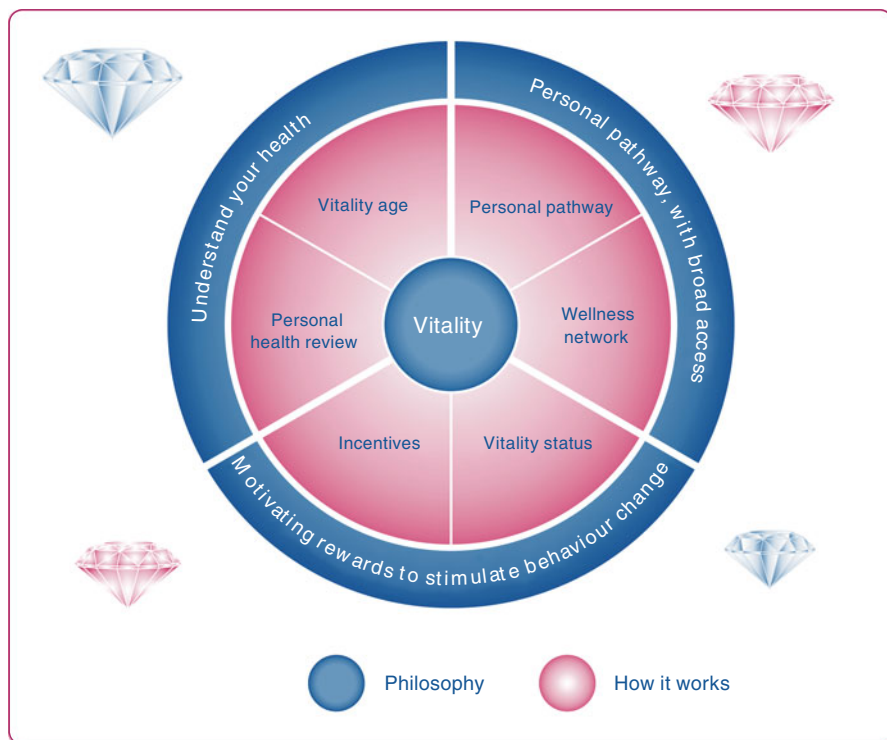 Understand your health
Personal pathway, with broad access
Vitality age
Personal pathway
Personal
health review
Vitality
Wellness
network
Incentives
Vitality status
Motivating rewards to stimulate behaviour change
Philosophy
How it works